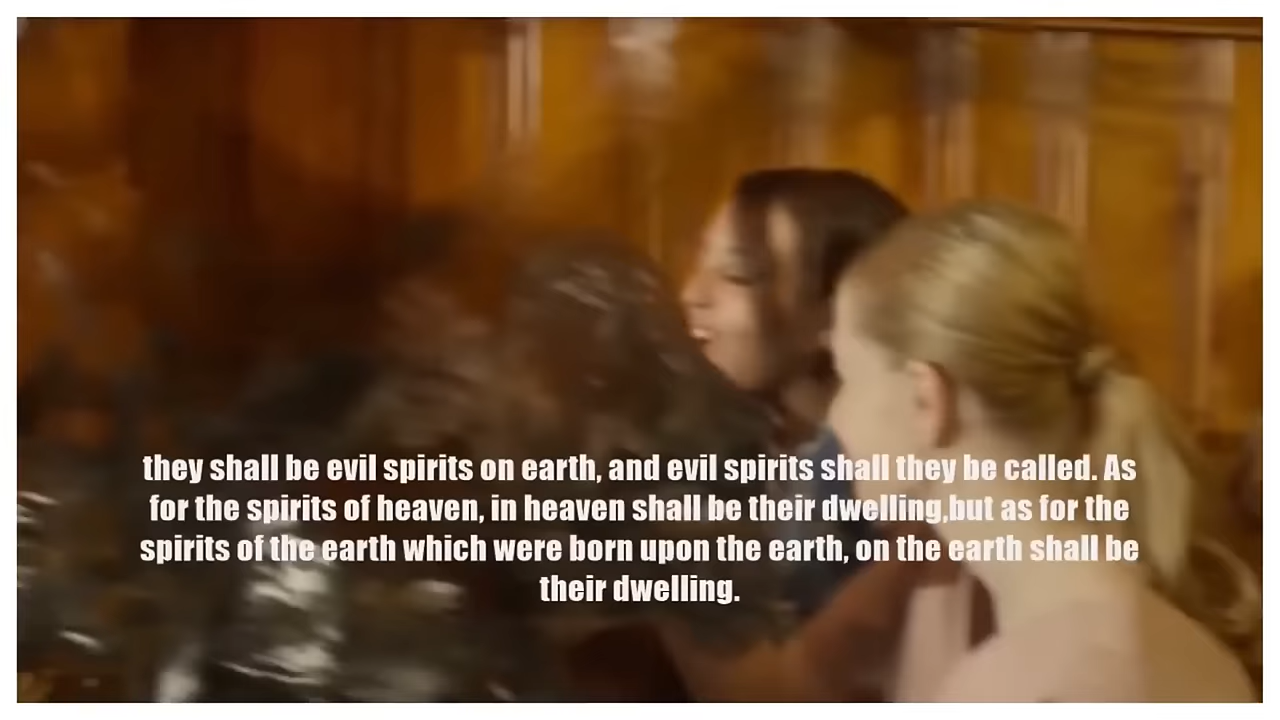 they shall be evil spirits on earth, and evil spirits shall they be called. As
for the spirits of heaven, in heaven shall be their dwelling,but as for the
spirits of the earth which were born upon the earth, on the earth shall be
their dwelling.